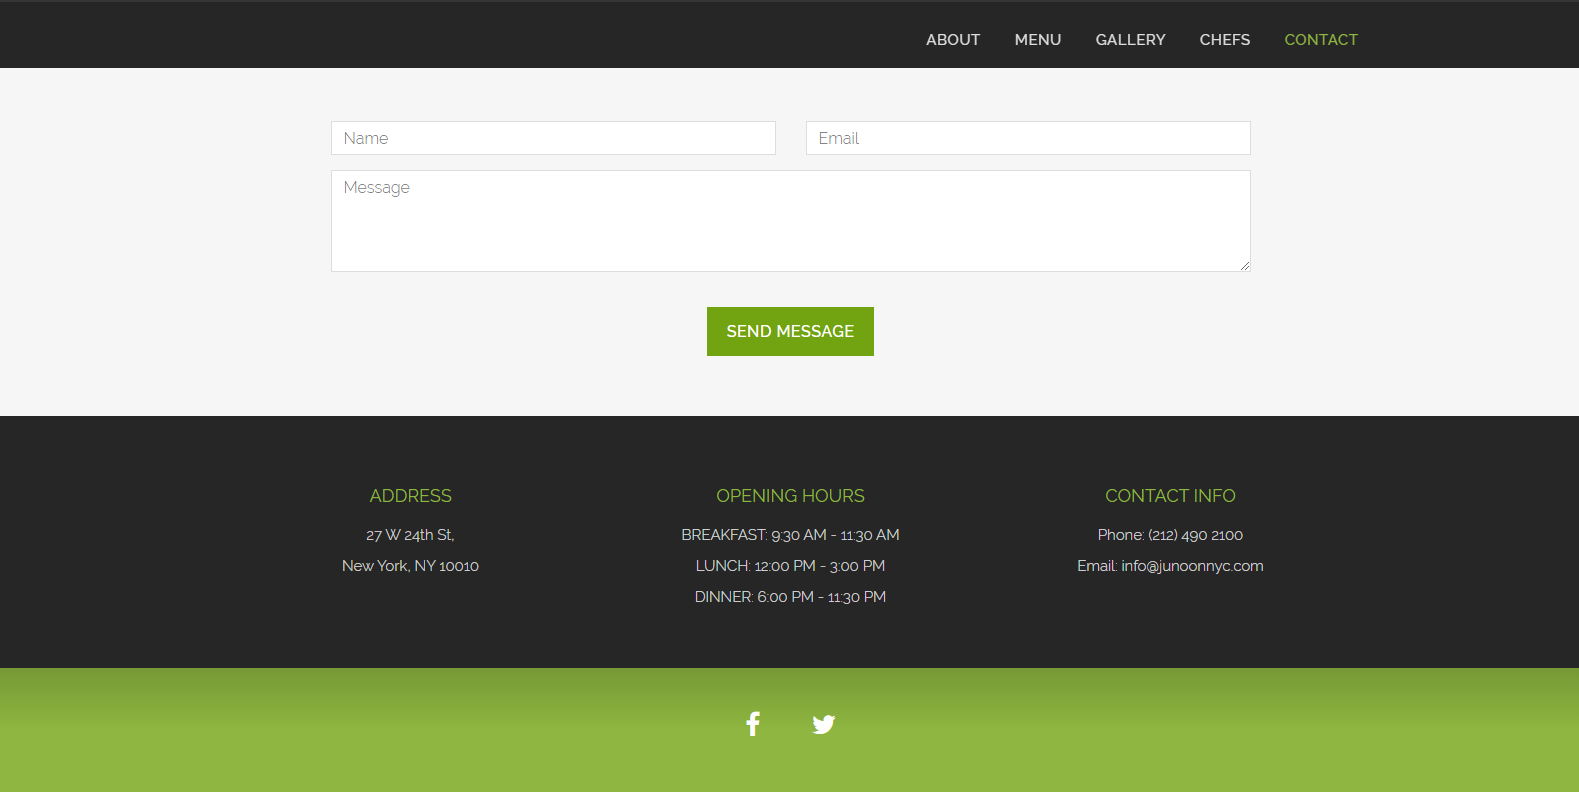 ABOUT MENU GALLERY CHEFS CONTACT
Name Email
Message
SEND MESSAGE
ADDRESS
27 W 24th St,
New York, NY 10010
OPENING HOURS
BREAKFAST: 9:30 AM - 11:30 AM
LUNCH: 12:00 PM - 3:00 PM
DINNER: 6:00 PM - 11:30 PM
CONTACT INFO
Phone: (212) 490 2100
Email: info@junoonnyc.com